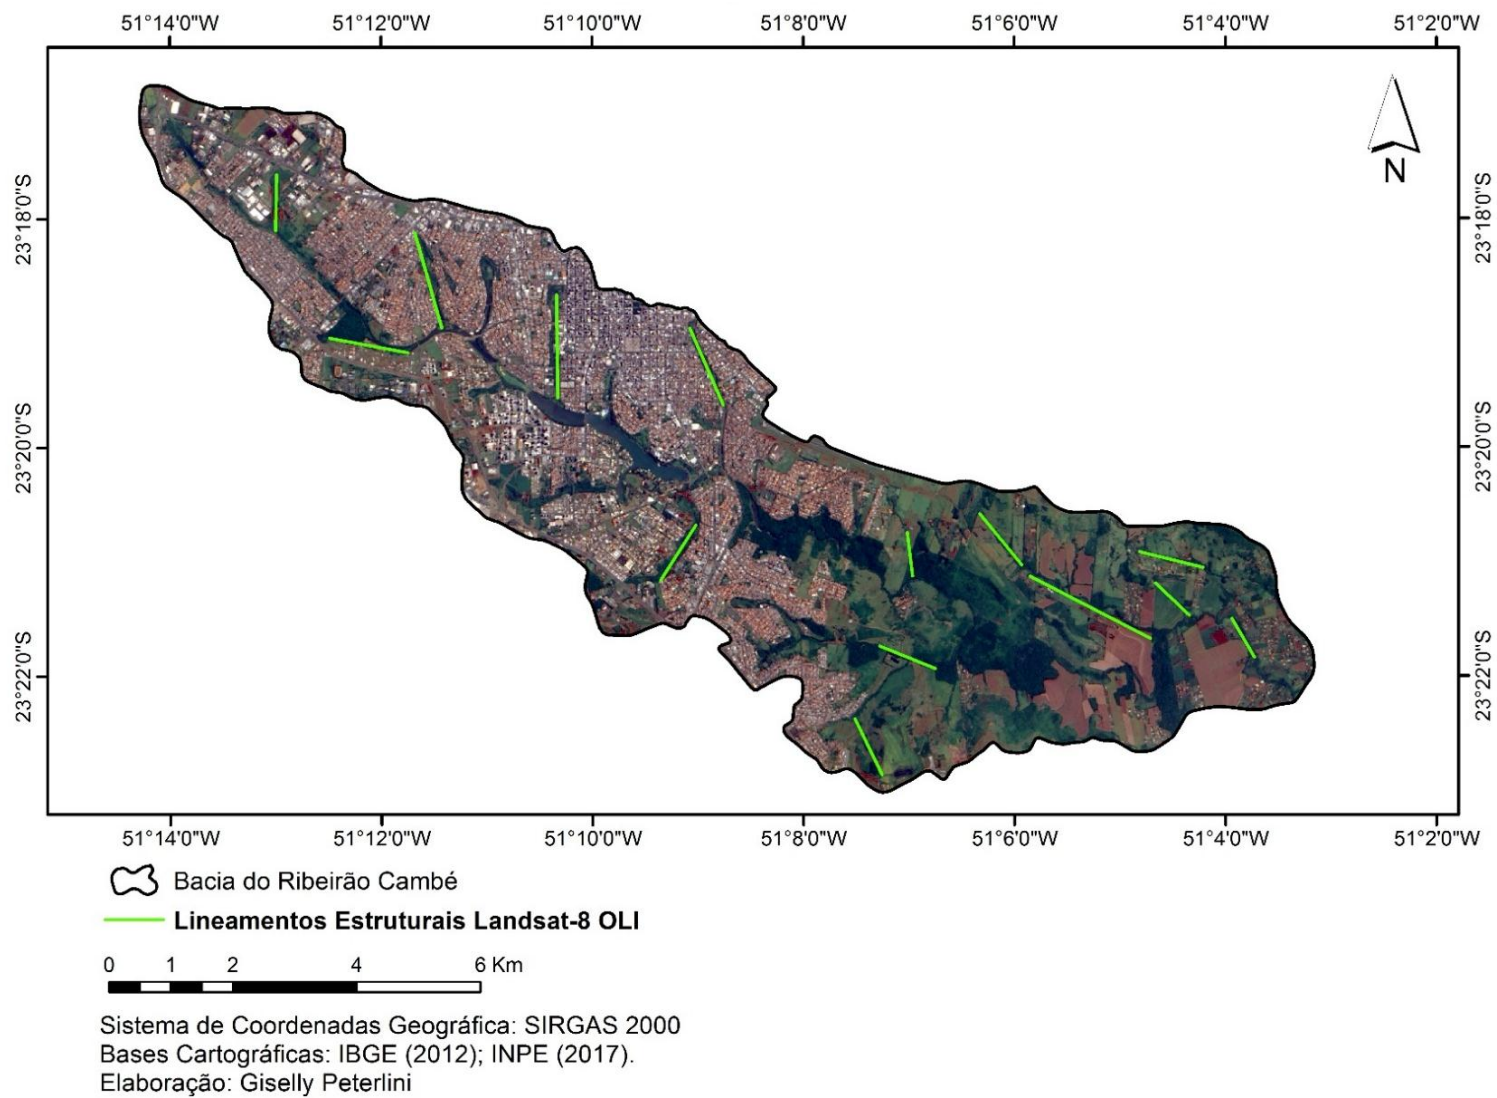 51°14'0"W 51°12'0"W 51°10'0"W 51°8'0"W 51°6'0"W 51°4'0"W 51°2'0"W
N
23°18'0"S 23°18'0"S
23°20'0"S 23°20'0"S
23°22'0"S 23°22'0"S
51°14'0"W 51°12'0"W 51°10'0"W 51°8'0"W 51°6'0"W 51°4'0"W 51°2'0"W
Bacia do Ribeirão Cambé
Lineamentos Estruturais Landsat-8 OLI
0 1 2 4 6 Km
Sistema de Coordenadas Geográfica: SIRGAS 2000
Bases Cartográficas: IBGE (2012); INPE (2017).
Elaboração: Giselly Peterlini